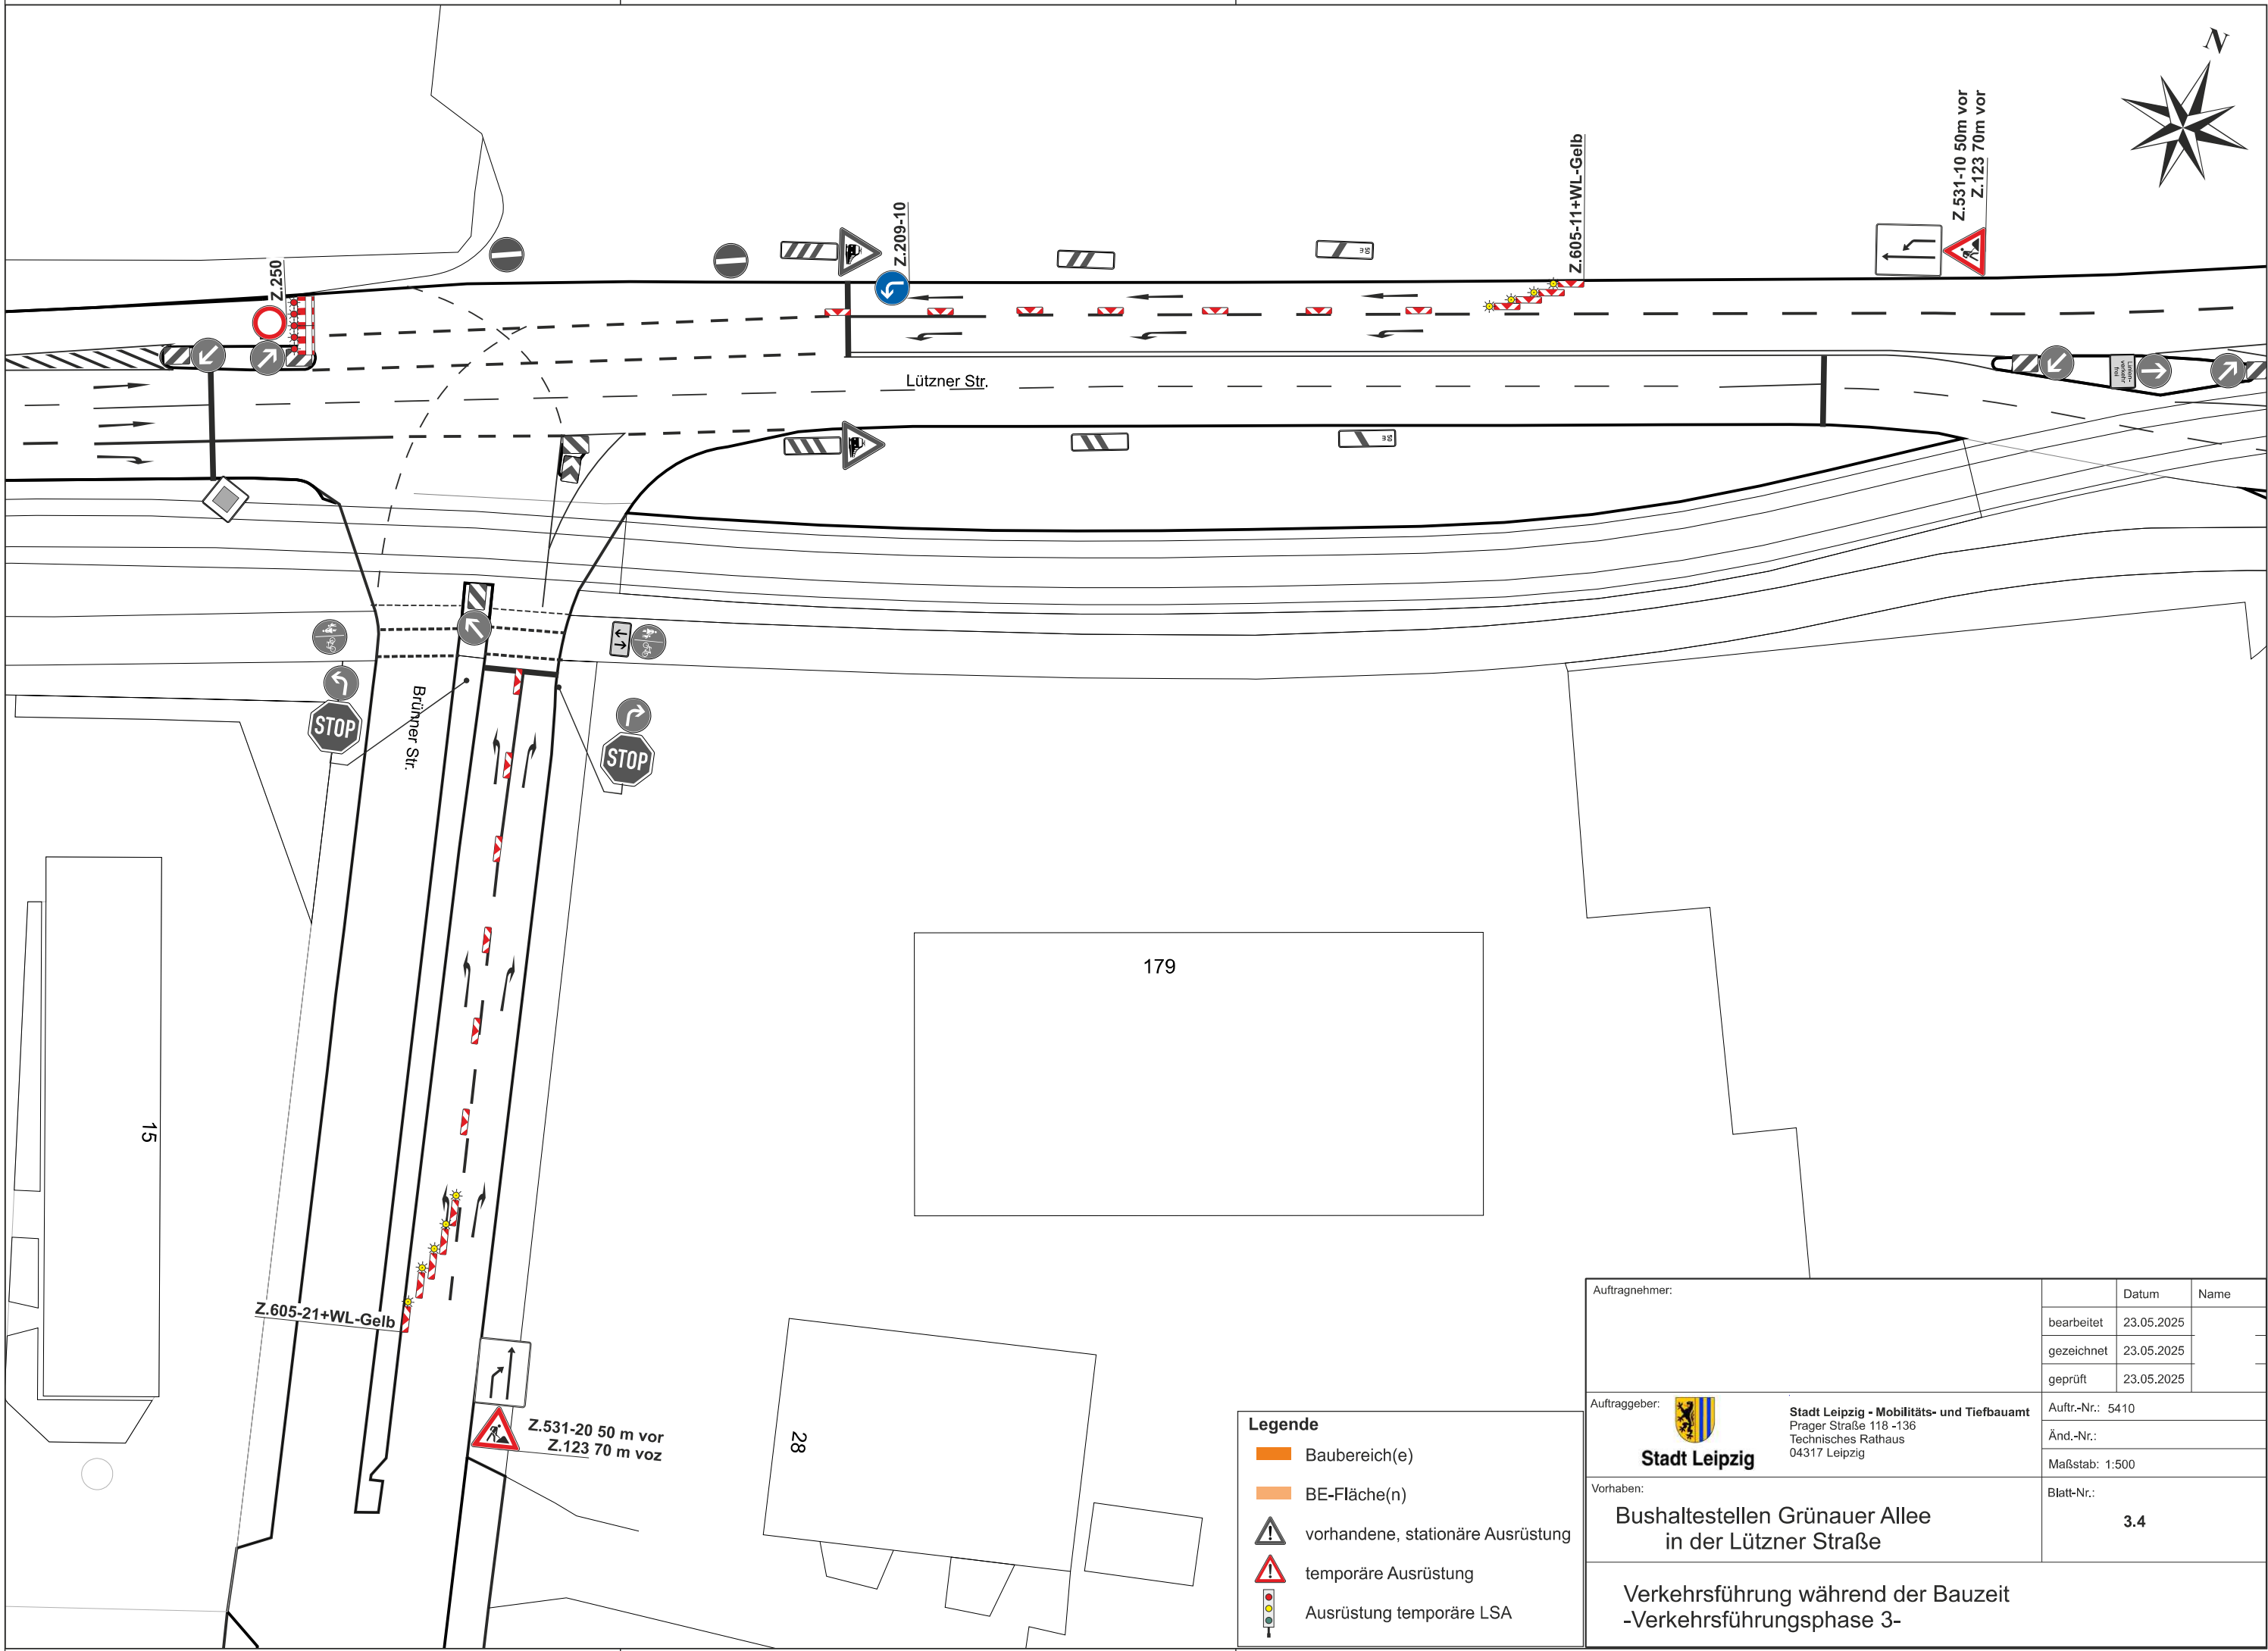 N
Z.531-10 50m vor
Z.123 70m vor
Z.605-11+WL-Gelb
Z.209-10
Z.250
50 m
Lützner Str.
Linien-
verkehr
frei
50 m
Brünner Str.
STOP
STOP
179
15
28
Z.605-21+WL-Gelb
Z.531-20 50 m vor
Z.123 70 m voz
Legende
Baubereich(e)
BE-Fläche(n)
vorhandene, stationäre Ausrüstung
temporäre Ausrüstung
Ausrüstung temporäre LSA
Auftragnehmer:
Datum Name
bearbeitet 23.05.2025
gezeichnet 23.05.2025
geprüft 23.05.2025
Auftraggeber:
Stadt Leipzig
Stadt Leipzig - Mobilitäts- und Tiefbauamt
Prager Straße 118 -136
Technisches Rathaus
04317 Leipzig
Auftr.-Nr.: 5410
Änd.-Nr.:
Maßstab: 1:500
Vorhaben:
Bushaltestellen Grünauer Allee
in der Lützner Straße
Blatt-Nr.:
3.4
Verkehrsführung während der Bauzeit
-Verkehrsführungsphase 3-